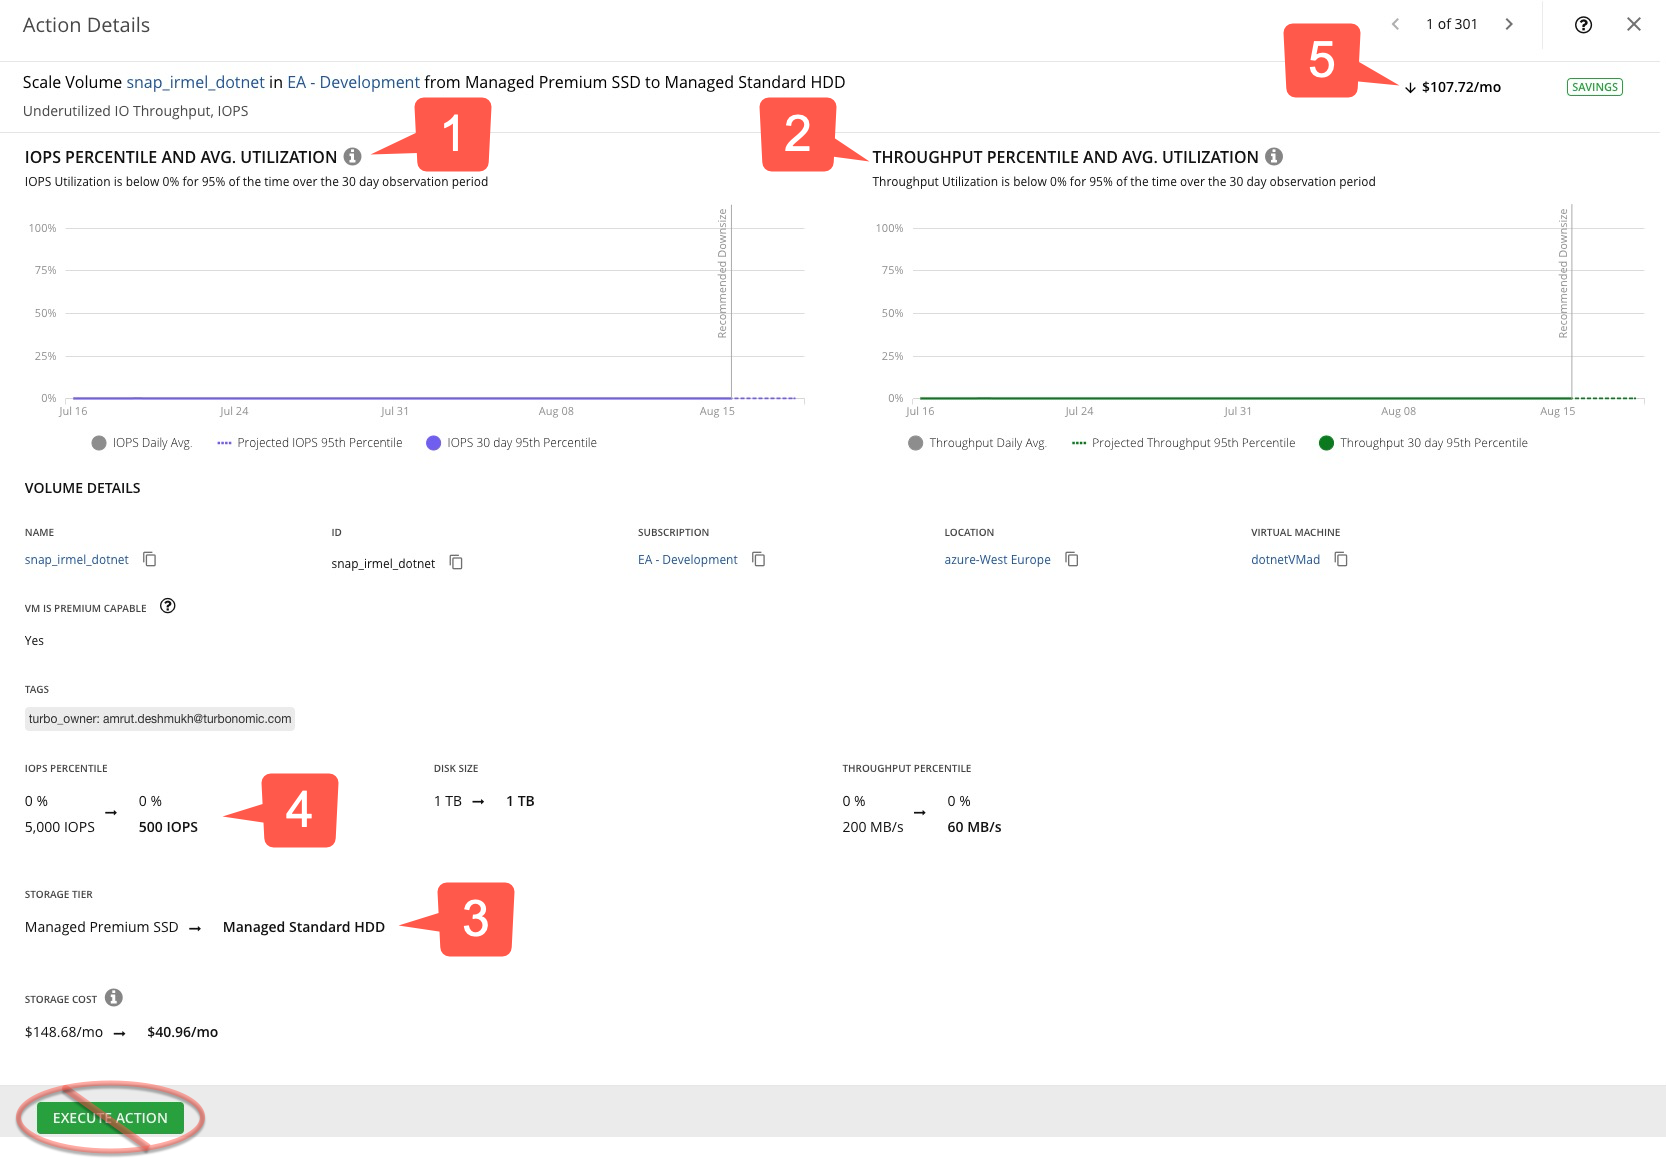 Action Details
1 of 301
Scale Volume snap_irmel_dotnet in EA - Development from Managed Premium SSD to Managed Standard HDD
Underutilized IO Throughput, IOPS
5
$107.72/mo
SAVINGS
IOPS PERCENTILE AND AVG. UTILIZATION
1
IOPS Utilization is below 0% for 95% of the time over the 30 day observation period
100%
75%
50%
25%
0%
Recommended Downsize
Jul 16
Jul 24
Jul 31
Aug 08
Aug 15
IOPS Daily Avg.
Projected IOPS 95th Percentile
IOPS 30 day 95th Percentile
2
THROUGHPUT PERCENTILE AND AVG. UTILIZATION
Throughput Utilization is below 0% for 95% of the time over the 30 day observation period
100%
75%
50%
25%
0%
Recommended Downsize
Jul 16
Jul 24
Jul 31
Aug 08
Aug 15
Throughput Daily Avg.
Projected Throughput 95th Percentile
Throughput 30 day 95th Percentile
VOLUME DETAILS
NAME
snap_irmel_dotnet
ID
snap_irmel_dotnet
SUBSCRIPTION
EA - Development
LOCATION
azure-West Europe
VIRTUAL MACHINE
dotnetVMad
VM IS PREMIUM CAPABLE
Yes
TAGS
turbo_owner: amrut.deshmukh@turbonomic.com
IOPS PERCENTILE
0 % → 0 %
5,000 IOPS 500 IOPS
4
DISK SIZE
1 TB → 1 TB
THROUGHPUT PERCENTILE
0 % → 0 %
200 MB/s 60 MB/s
STORAGE TIER
Managed Premium SSD → Managed Standard HDD
3
STORAGE COST
$148.68/mo → $40.96/mo
EXECUTE ACTION